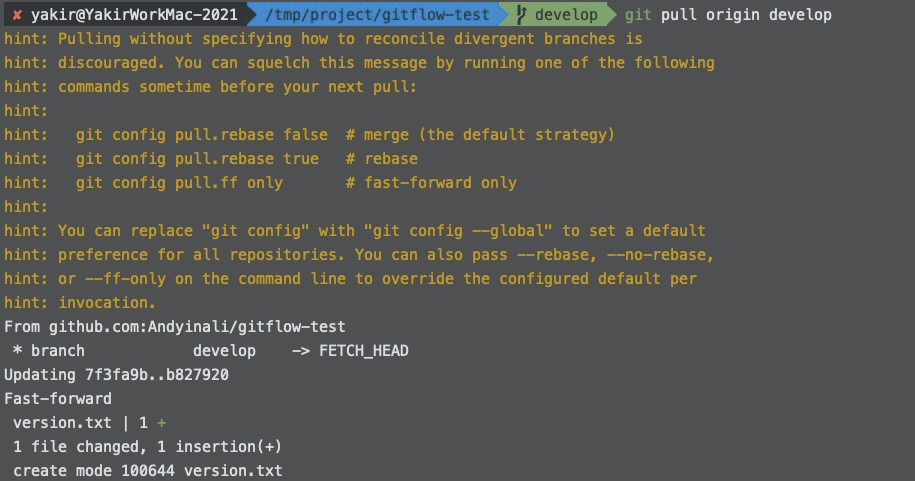 ✘ yakir@YakirWorkMac-2021 /tmp/project/gitflow-test develop git pull origin develop
hint: Pulling without specifying how to reconcile divergent branches is
hint: discouraged. You can squelch this message by running one of the following
hint: commands sometime before your next pull:
hint:
hint:   git config pull.rebase false  # merge (the default strategy)
hint:   git config pull.rebase true   # rebase
hint:   git config pull.ff only       # fast-forward only
hint:
hint: You can replace "git config" with "git config --global" to set a default
hint: preference for all repositories. You can also pass --rebase, --no-rebase,
hint: or --ff-only on the command line to override the configured default per
hint: invocation.
From github.com:Andyinali/gitflow-test
 * branch            develop    -> FETCH_HEAD
Updating 7f3fa9b..b827920
Fast-forward
 version.txt | 1 +
 1 file changed, 1 insertion(+)
 create mode 100644 version.txt